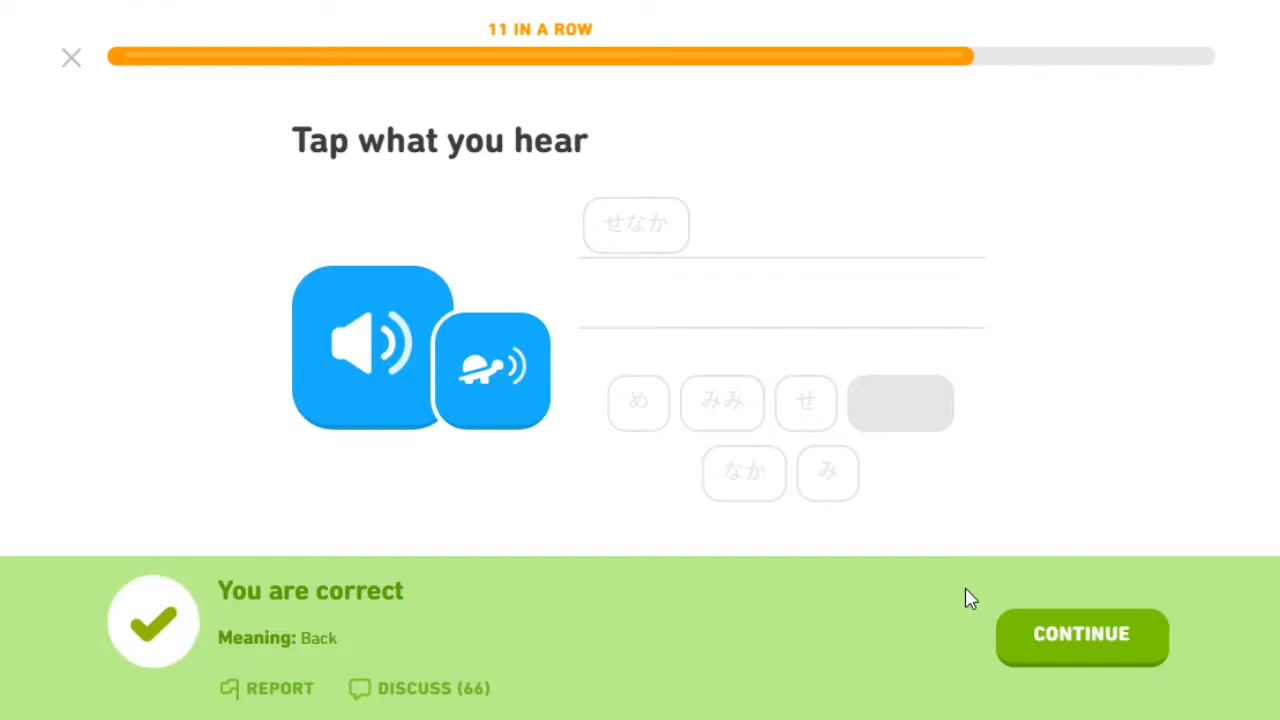 11 IN A ROW
Tap what you hear
せなか
め みみ せ
なか み
You are correct
Meaning: Back
CONTINUE
REPORT DISCUSS (66)